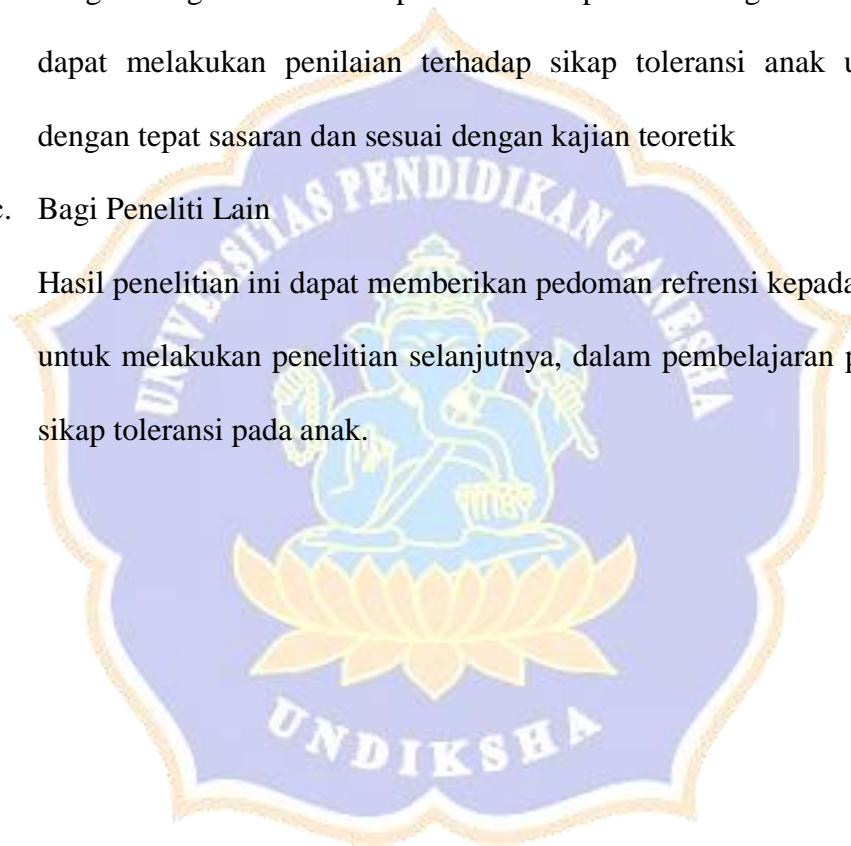 dapat melakukan penilaian terhadap sikap toleransi anak
dengan tepat sasaran dan sesuai dengan kajian teoretik
c. Bagi Peneliti Lain
Hasil penelitian ini dapat memberikan pedoman refrensi kepada
untuk melakukan penelitian selanjutnya, dalam pembelajaran
sikap toleransi pada anak.
UNIVERSITAS PENDIDIKAN GANESHA
UNDIKSHA